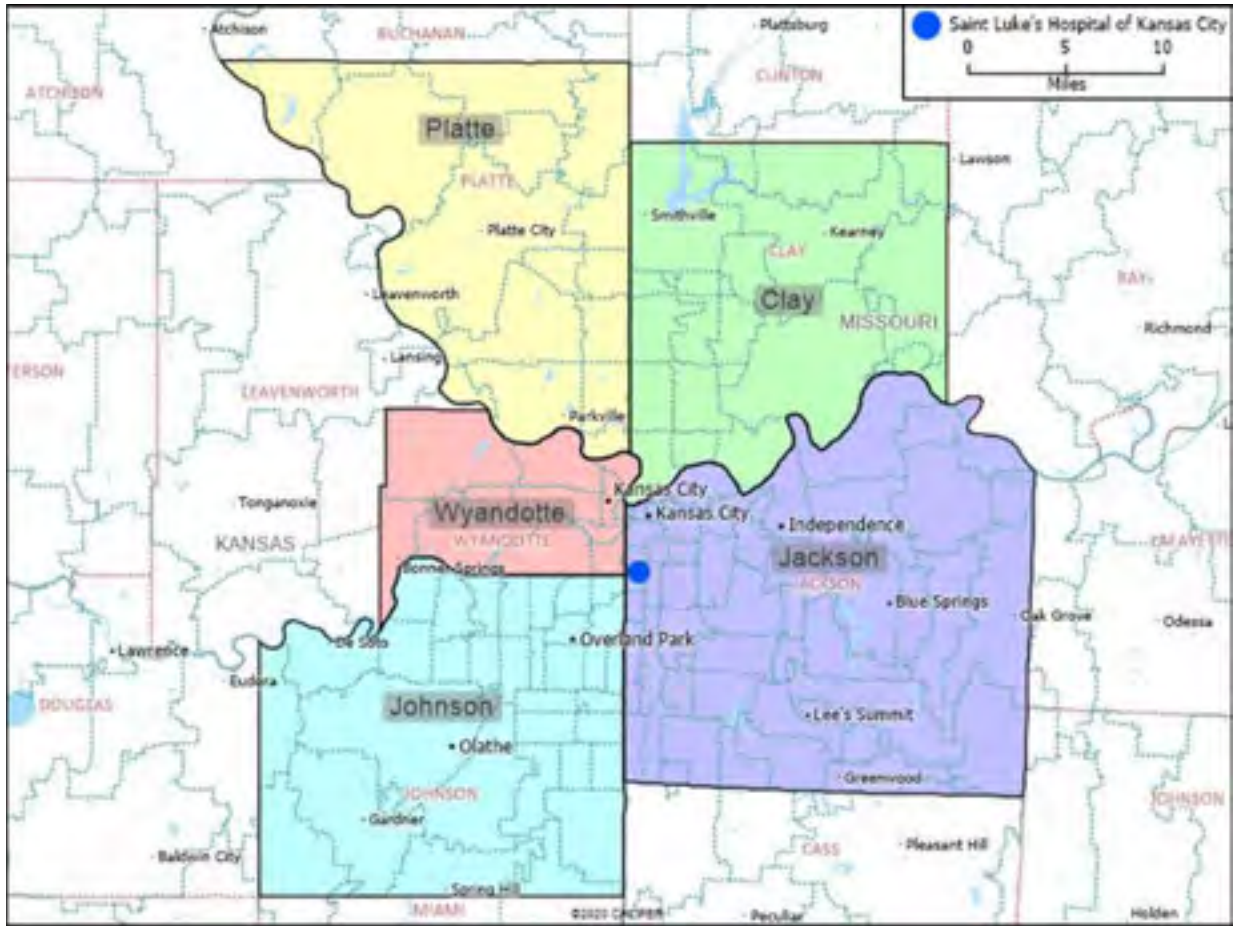 Saint Luke's Hospital of Kansas City
0 5 10
Miles
Atchison
BUCHANAN
Plattsburg
CLINTON
ATCHISON
Platte
PLATTE
Lawson
Smithville
Platte City
Kearney
CLAY
RAY
Leavenworth
Clay
MISSOURI
Richmond
Lansing
LEAVENWORTH
Parkville
Kansas City
Kansas City
Tonganoxie
Wyandotte
WYANDOTTE
Independence
KANSAS
Jackson
JACKSON
LAFAYETTE
Bonner Springs
Blue Springs
Oak Grove
Odessa
De Soto
Overland Park
Lawrence
Eudora
DOUGLAS
Johnson
Lee's Summit
Olathe
Greenwood
JOHNSON
JOHNSON
Gardner
Baldwin City
CASS
Pleasant Hill
Spring Hill
MIAMI
Peculiar
Holden